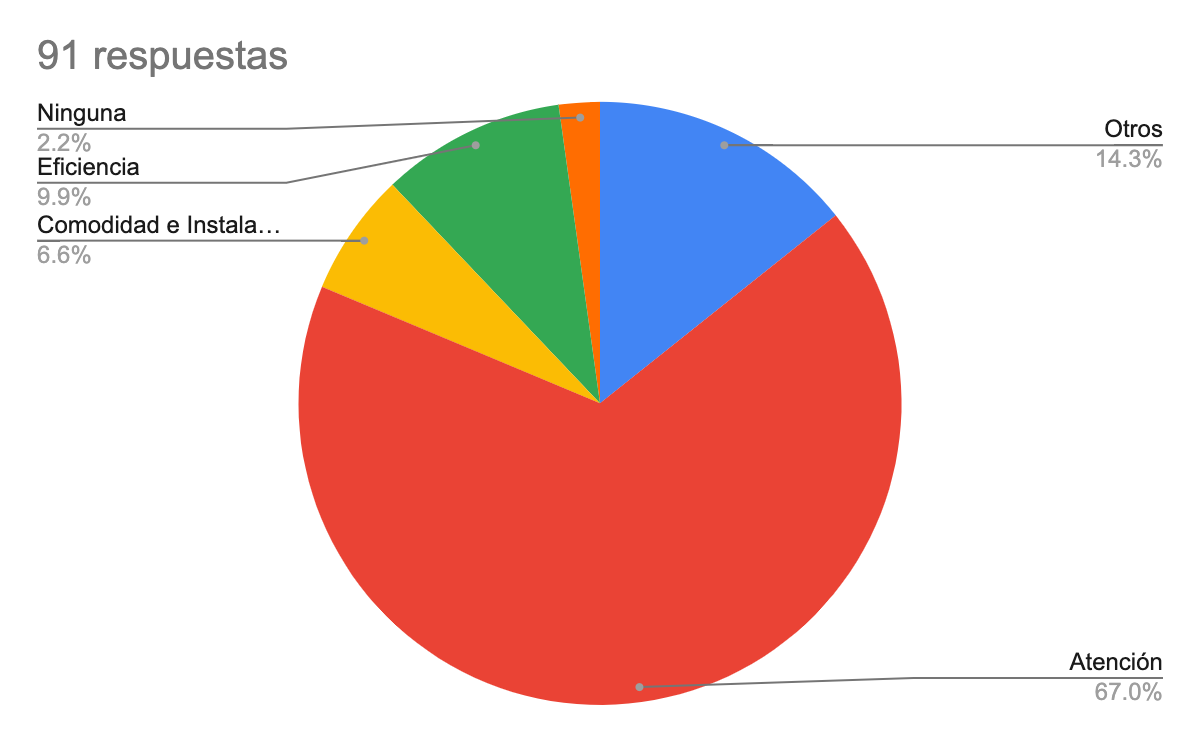 91 respuestas
Ninguna
2.2%
Eficiencia
9.9%
Comodidad e Instala…
6.6%
Otros
14.3%
Atención
67.0%